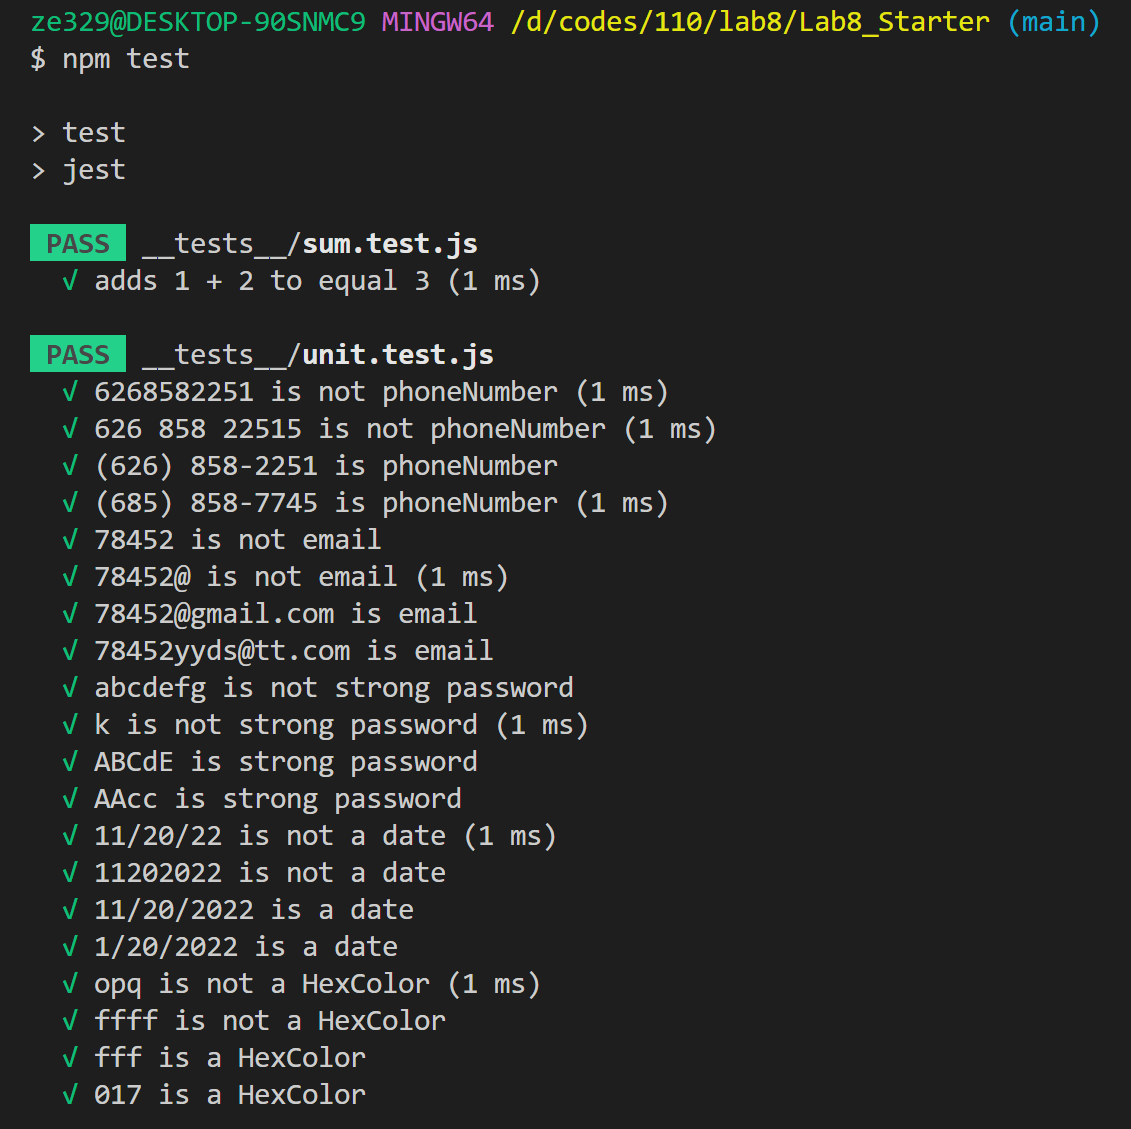 ze329@DESKTOP-90SNMC9 MINGW64 /d/codes/110/lab8/Lab8_Starter (main)
$ npm test
> test
> jest
PASS __tests__/sum.test.js
√ adds 1 + 2 to equal 3 (1 ms)
PASS __tests__/unit.test.js
√ 6268582251 is not phoneNumber (1 ms)
√ 626 858 22515 is not phoneNumber (1 ms)
√ (626) 858-2251 is phoneNumber
√ (685) 858-7745 is phoneNumber (1 ms)
√ 78452 is not email
√ 78452@ is not email (1 ms)
√ 78452@gmail.com is email
√ 78452yyds@tt.com is email
√ abcdefg is not strong password
√ k is not strong password (1 ms)
√ ABCdE is strong password
√ AAcc is strong password
√ 11/20/22 is not a date (1 ms)
√ 11202022 is not a date
√ 11/20/2022 is a date
√ 1/20/2022 is a date
√ opq is not a HexColor (1 ms)
√ ffff is not a HexColor
√ fff is a HexColor
√ 017 is a HexColor